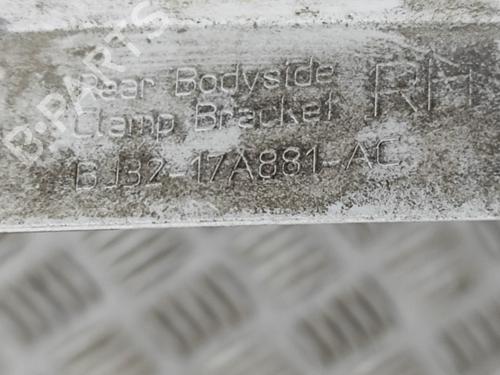 B-PARTS
Rear Bodyside
Clamp Bracket
RH
BJ32-17A881-AC